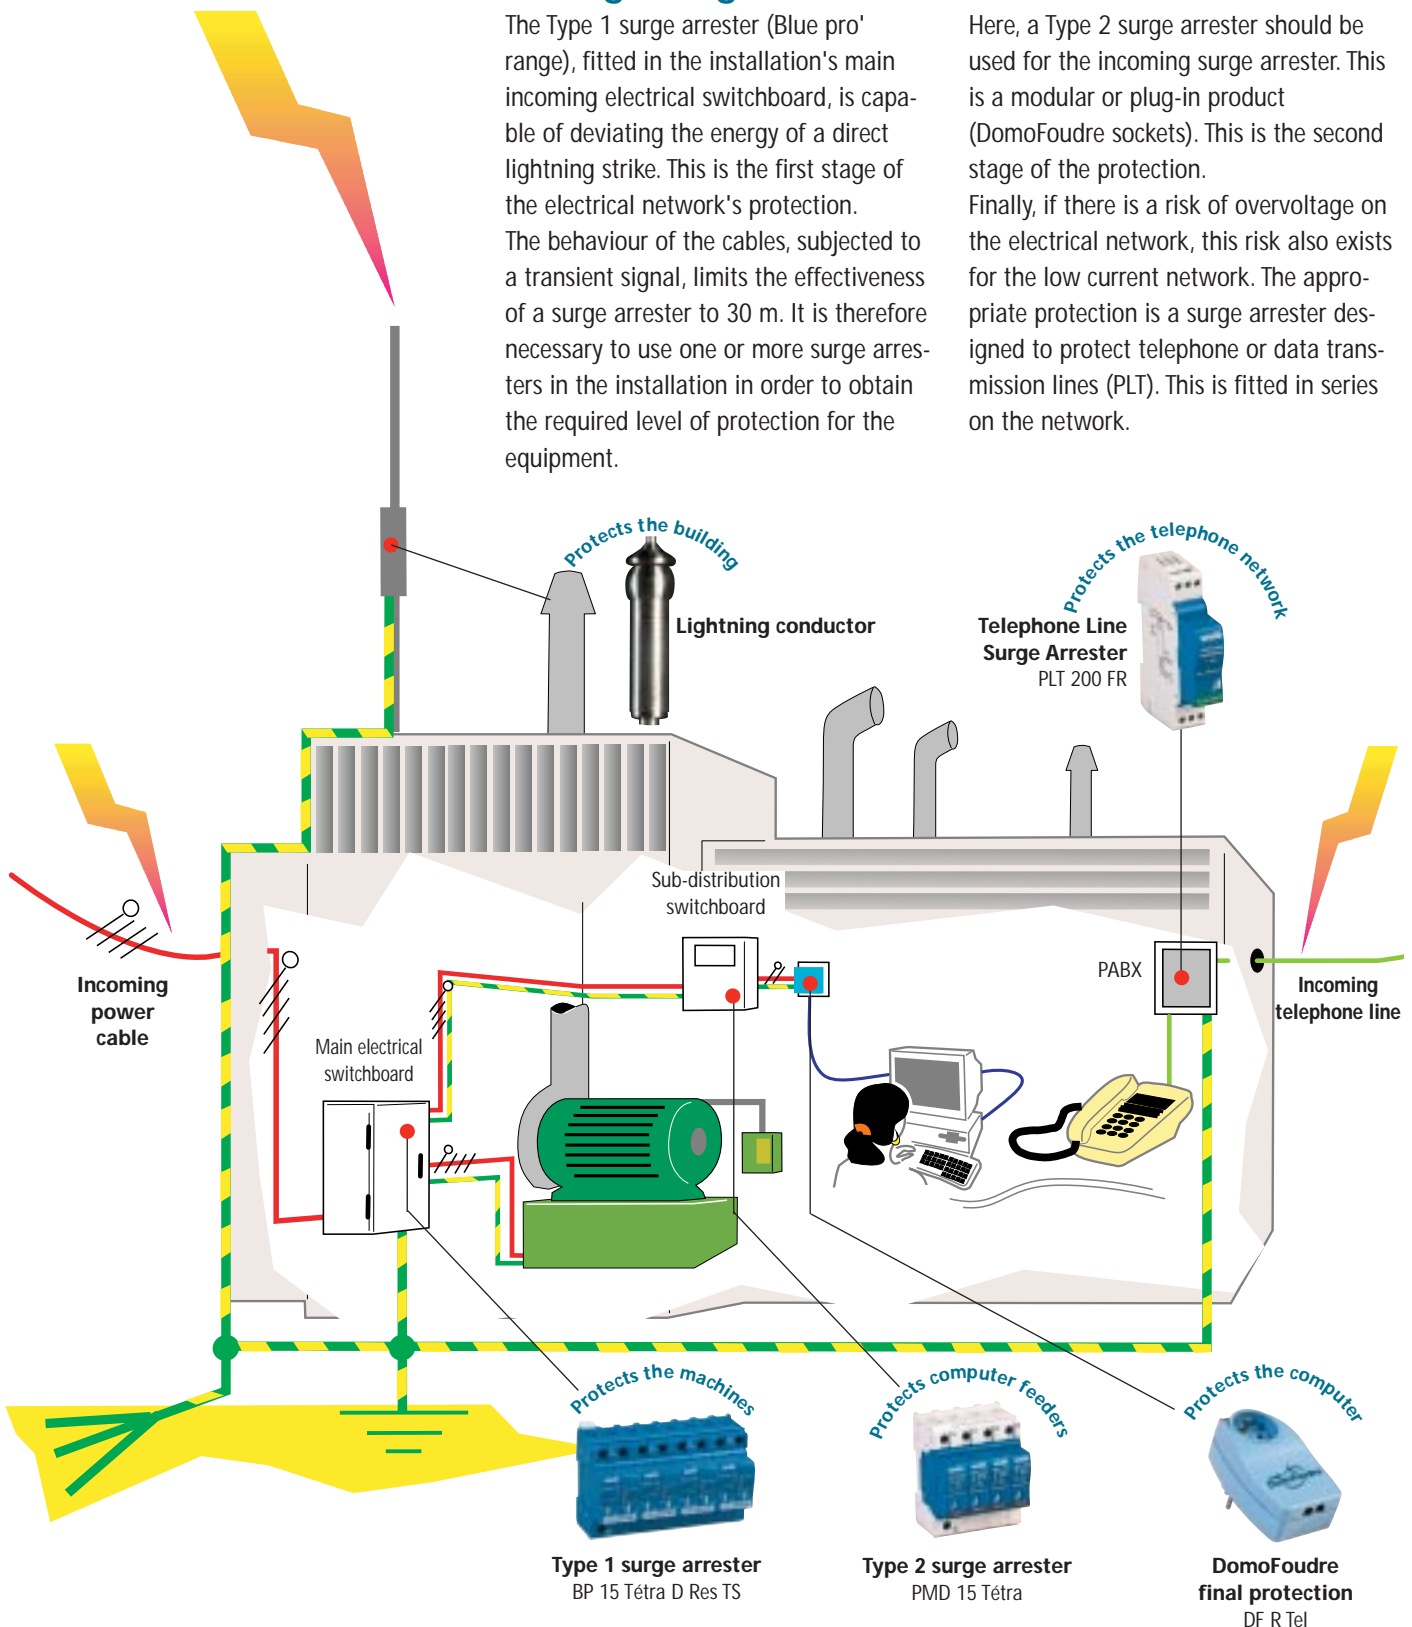 The Type 1 surge arrester (Blue pro'
range), fitted in the installation's main
incoming electrical switchboard, is capa-
ble of deviating the energy of a direct
lightning strike. This is the first stage of
the electrical network's protection.
The behaviour of the cables, subjected to
a transient signal, limits the effectiveness
of a surge arrester to 30 m. It is therefore
necessary to use one or more surge arres-
ters in the installation in order to obtain
the required level of protection for the
equipment.
Here, a Type 2 surge arrester should be
used for the incoming surge arrester. This
is a modular or plug-in product
(DomoFoudre sockets). This is the second
stage of the protection.
Finally, if there is a risk of overvoltage on
the electrical network, this risk also exists
for the low current network. The appro-
priate protection is a surge arrester des-
igned to protect telephone or data trans-
mission lines (PLT). This is fitted in series
on the network.
Protects the building
Lightning conductor
Protects the telephone network
Telephone Line
Surge Arrester
PLT 200 FR
Sub-distribution
switchboard
Incoming
power
cable
PABX
Incoming
telephone line
Main electrical
switchboard
Protects the machines
Type 1 surge arrester
BP 15 Tétra D Res TS
Protects computer feeders
Type 2 surge arrester
PMD 15 Tétra
Protects the computer
DomoFoudre
final protection
DF R Tel